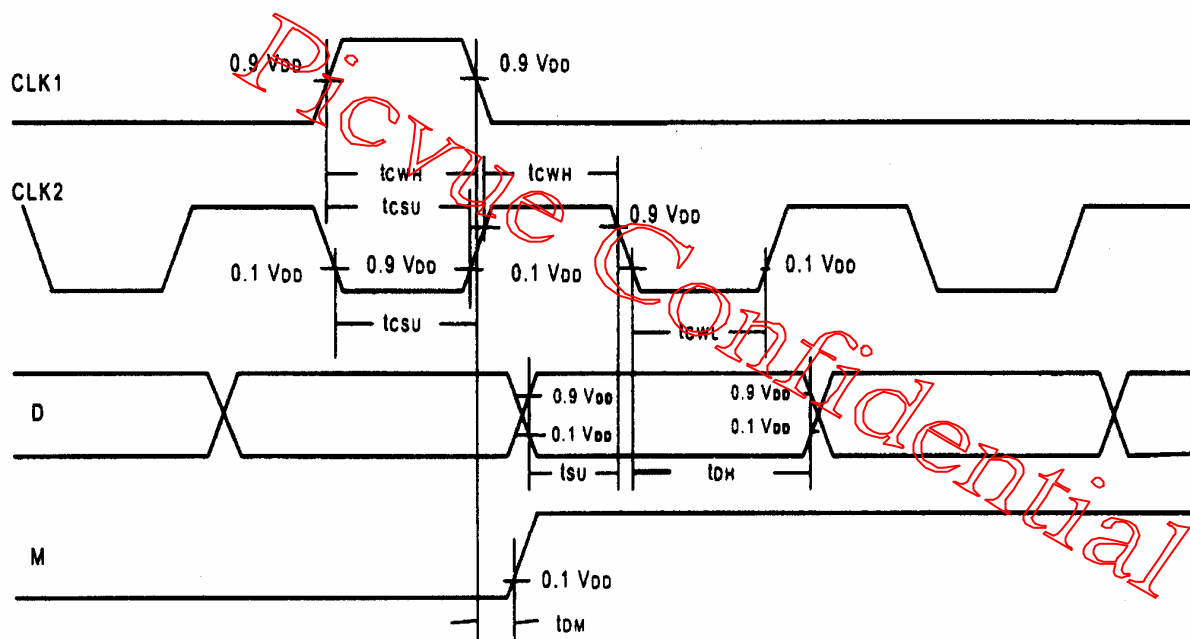 0.9 VDD
0.9 VDD
CLK1
tCWH
tCWH
CLK2
tCSU
0.9 VDD
0.1 VDD
0.9 VDD
0.1 VDD
0.1 VDD
tCSU
tCWL
D
0.9 VDD
0.9 VDD
0.1 VDD
0.1 VDD
tSU
tDH
M
0.1 VDD
tDM
Picvue Confidential